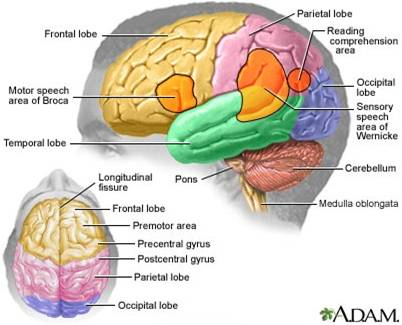 Parietal lobe
Frontal lobe
Reading
comprehension
area
Motor speech
area of Broca
Occipital
lobe
Sensory
speech
area of
Wernicke
Temporal lobe
Cerebellum
Pons
Medulla oblongata
Longitudinal
fissure
Frontal lobe
Premotor area
Precentral gyrus
Postcentral gyrus
Parietal lobe
Occipital lobe
ADAM.